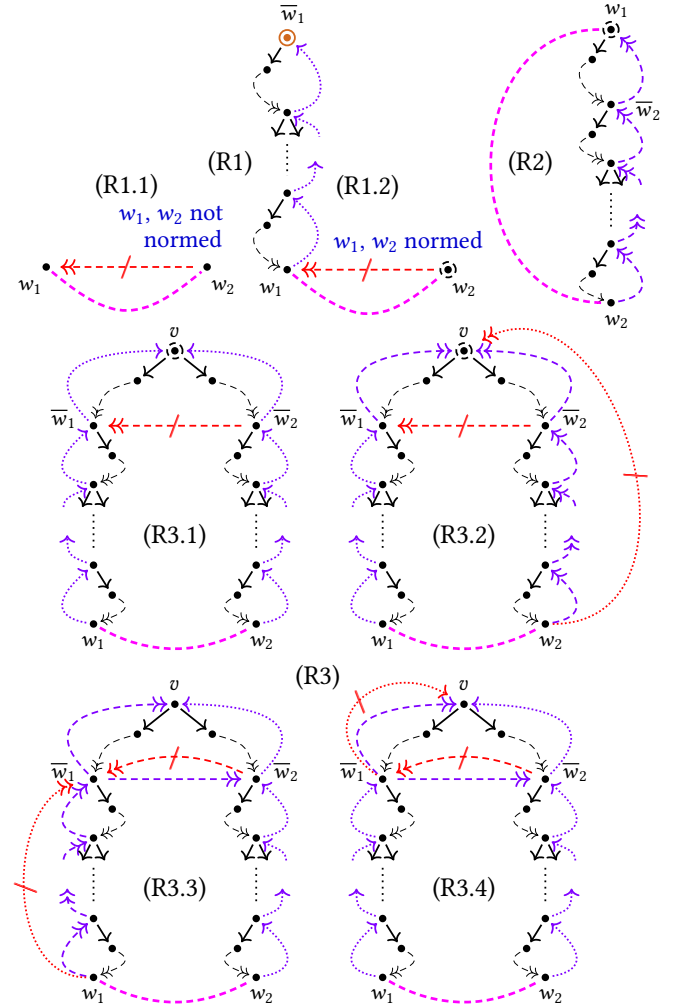 w̅₁
w₁
w̅₂
(R1)
(R2)
(R1.1)
(R1.2)
w₁, w₂ not
normed
w₁, w₂ normed
w₁
w₂
w₁
w₂
w₂
v
v
w̅₁
w̅₂
w̅₁
w̅₂
(R3.1)
(R3.2)
w₁
w₂
w₁
w₂
(R3)
v
v
w̅₁
w̅₂
w̅₁
w̅₂
(R3.3)
(R3.4)
w₁
w₂
w₁
w₂